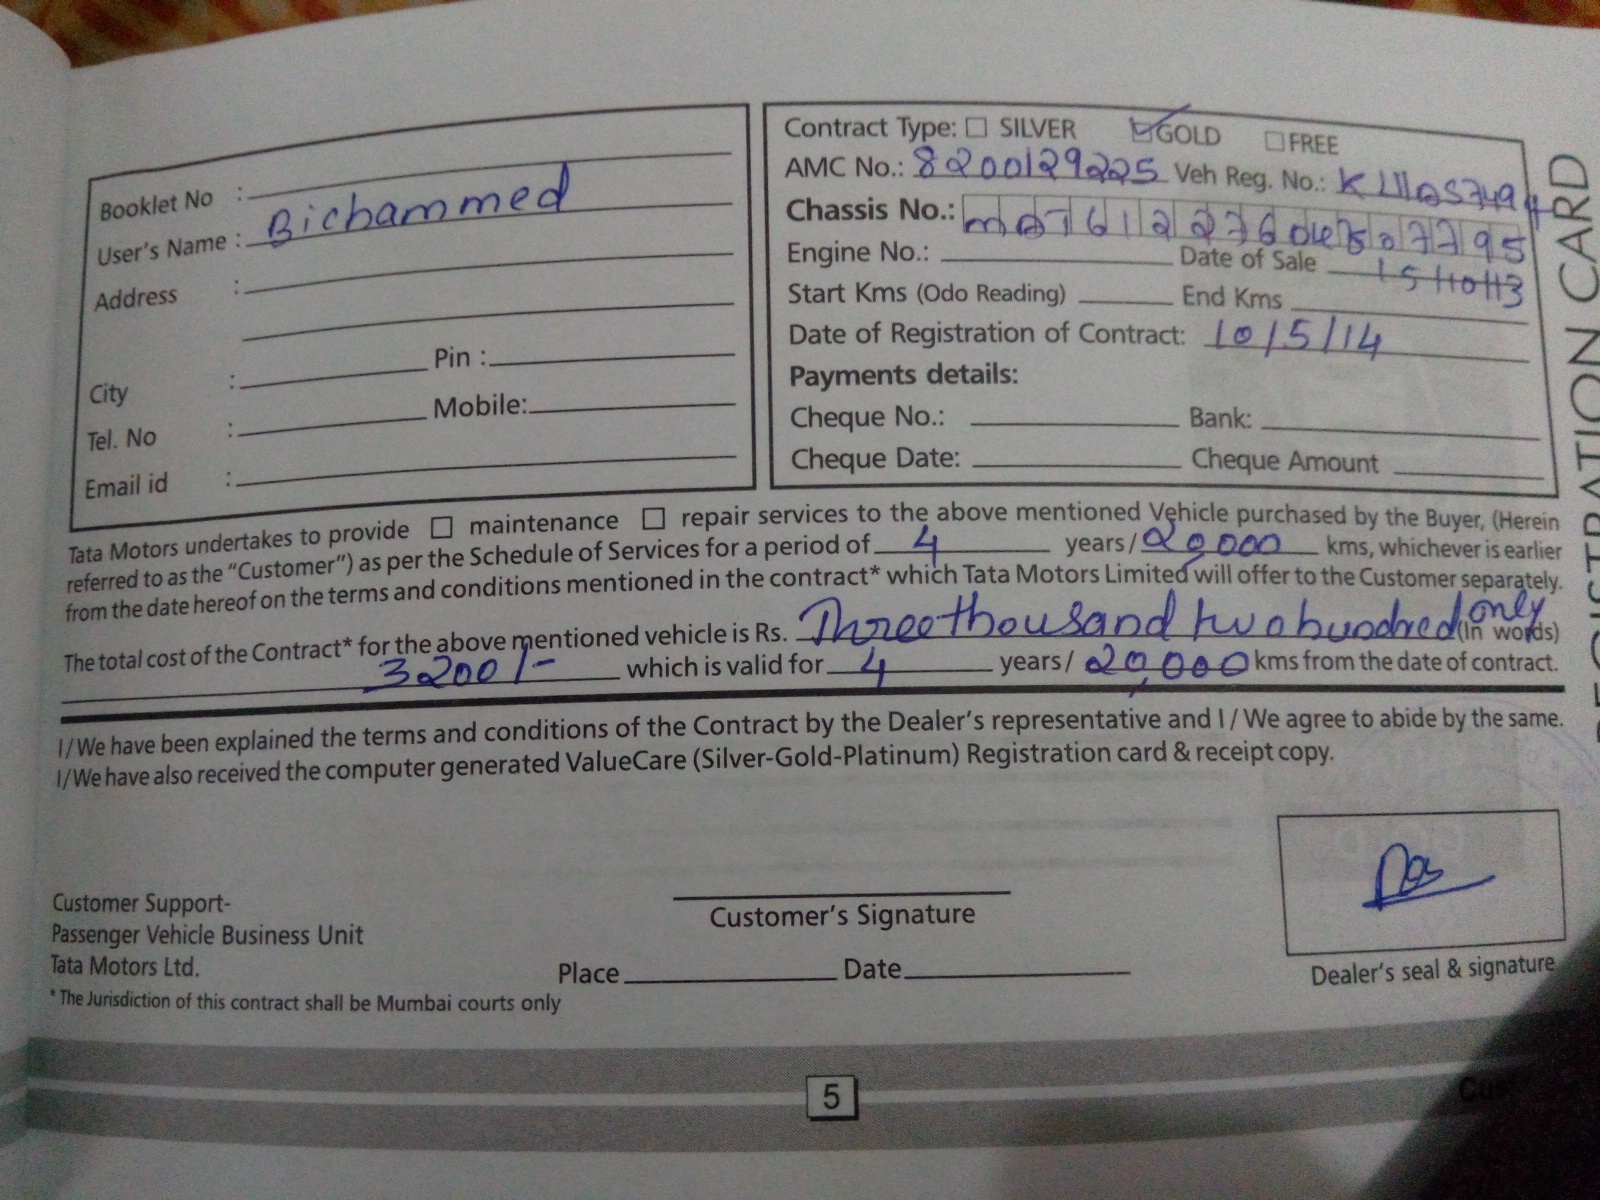 Booklet No :
User's Name : Bichammed
Address :
City : Pin :
Tel. No : Mobile:
Email id :
Contract Type: SILVER GOLD FREE
AMC No.: 8200129225 Veh Reg. No.:
Chassis No.:
Engine No.: Date of Sale 15/10/13
Start Kms (Odo Reading) End Kms
Date of Registration of Contract: 10/5/14
Payments details:
Cheque No.: Bank:
Cheque Date: Cheque Amount
REGISTRATION CARD
Tata Motors undertakes to provide maintenance repair services to the above mentioned Vehicle purchased by the Buyer, (Herein
referred to as the "Customer") as per the Schedule of Services for a period of 4 years/ 20,000 kms, whichever is earlier
from the date hereof on the terms and conditions mentioned in the contract* which Tata Motors Limited will offer to the Customer separately.
The total cost of the Contract* for the above mentioned vehicle is Rs. Three thousand two hundred only (In words)
3200/- which is valid for 4 years/ 20,000 kms from the date of contract.
I/We have been explained the terms and conditions of the Contract by the Dealer's representative and I/We agree to abide by the same.
I/We have also received the computer generated ValueCare (Silver-Gold-Platinum) Registration card & receipt copy.
Customer Support-
Passenger Vehicle Business Unit
Tata Motors Ltd.
Customer's Signature
Place Date
Dealer's seal & signature
* The Jurisdiction of this contract shall be Mumbai courts only
5